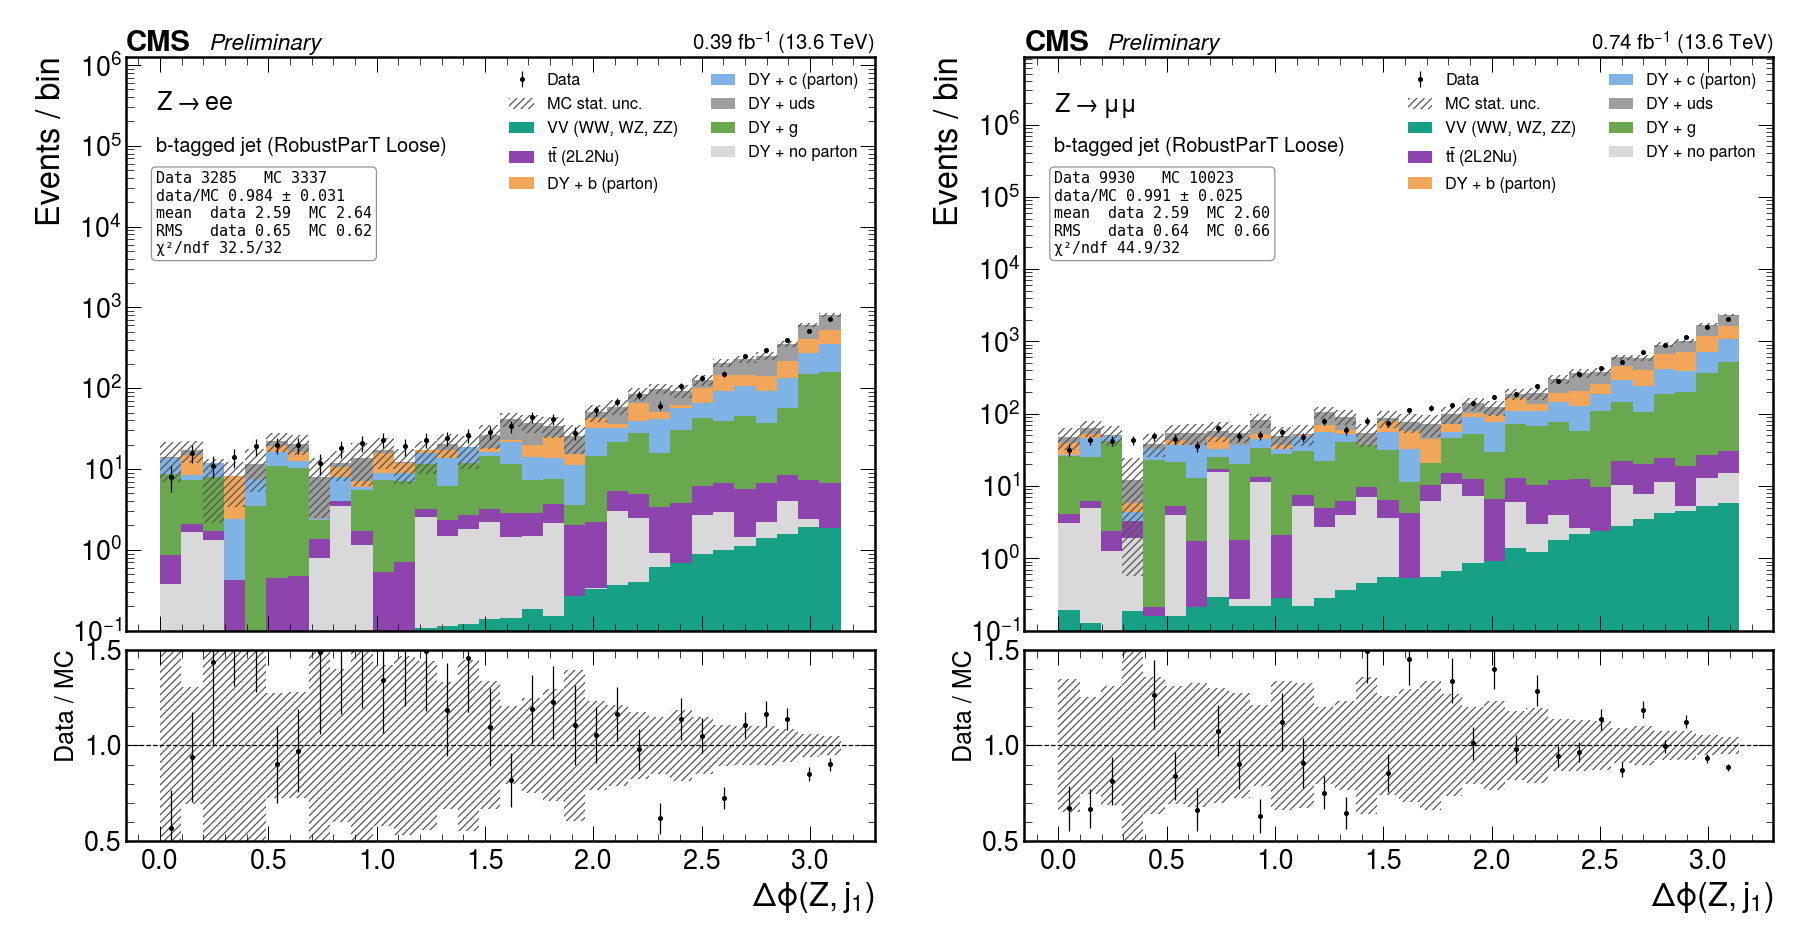 CMS Preliminary 0.39 fb⁻¹ (13.6 TeV)
Events / bin
10⁶
10⁵
10⁴
10³
10²
10¹
10⁰
10⁻¹
Z→ee
b-tagged jet (RobustParT Loose)
Data 3285 MC 3337
data/MC 0.984 ± 0.031
mean data 2.59 MC 2.64
RMS data 0.65 MC 0.62
χ²/ndf 32.5/32
Data
MC stat. unc.
VV (WW, WZ, ZZ)
tt̄ (2L2Nu)
DY + b (parton)
DY + c (parton)
DY + uds
DY + g
DY + no parton
Data / MC
1.5
1.0
0.5
0.0 0.5 1.0 1.5 2.0 2.5 3.0
Δϕ(Z, j₁)
CMS Preliminary 0.74 fb⁻¹ (13.6 TeV)
Events / bin
10⁶
10⁵
10⁴
10³
10²
10¹
10⁰
10⁻¹
Z→μμ
b-tagged jet (RobustParT Loose)
Data 9930 MC 10023
data/MC 0.991 ± 0.025
mean data 2.59 MC 2.60
RMS data 0.64 MC 0.66
χ²/ndf 44.9/32
Data
MC stat. unc.
VV (WW, WZ, ZZ)
tt̄ (2L2Nu)
DY + b (parton)
DY + c (parton)
DY + uds
DY + g
DY + no parton
Data / MC
1.5
1.0
0.5
0.0 0.5 1.0 1.5 2.0 2.5 3.0
Δϕ(Z, j₁)